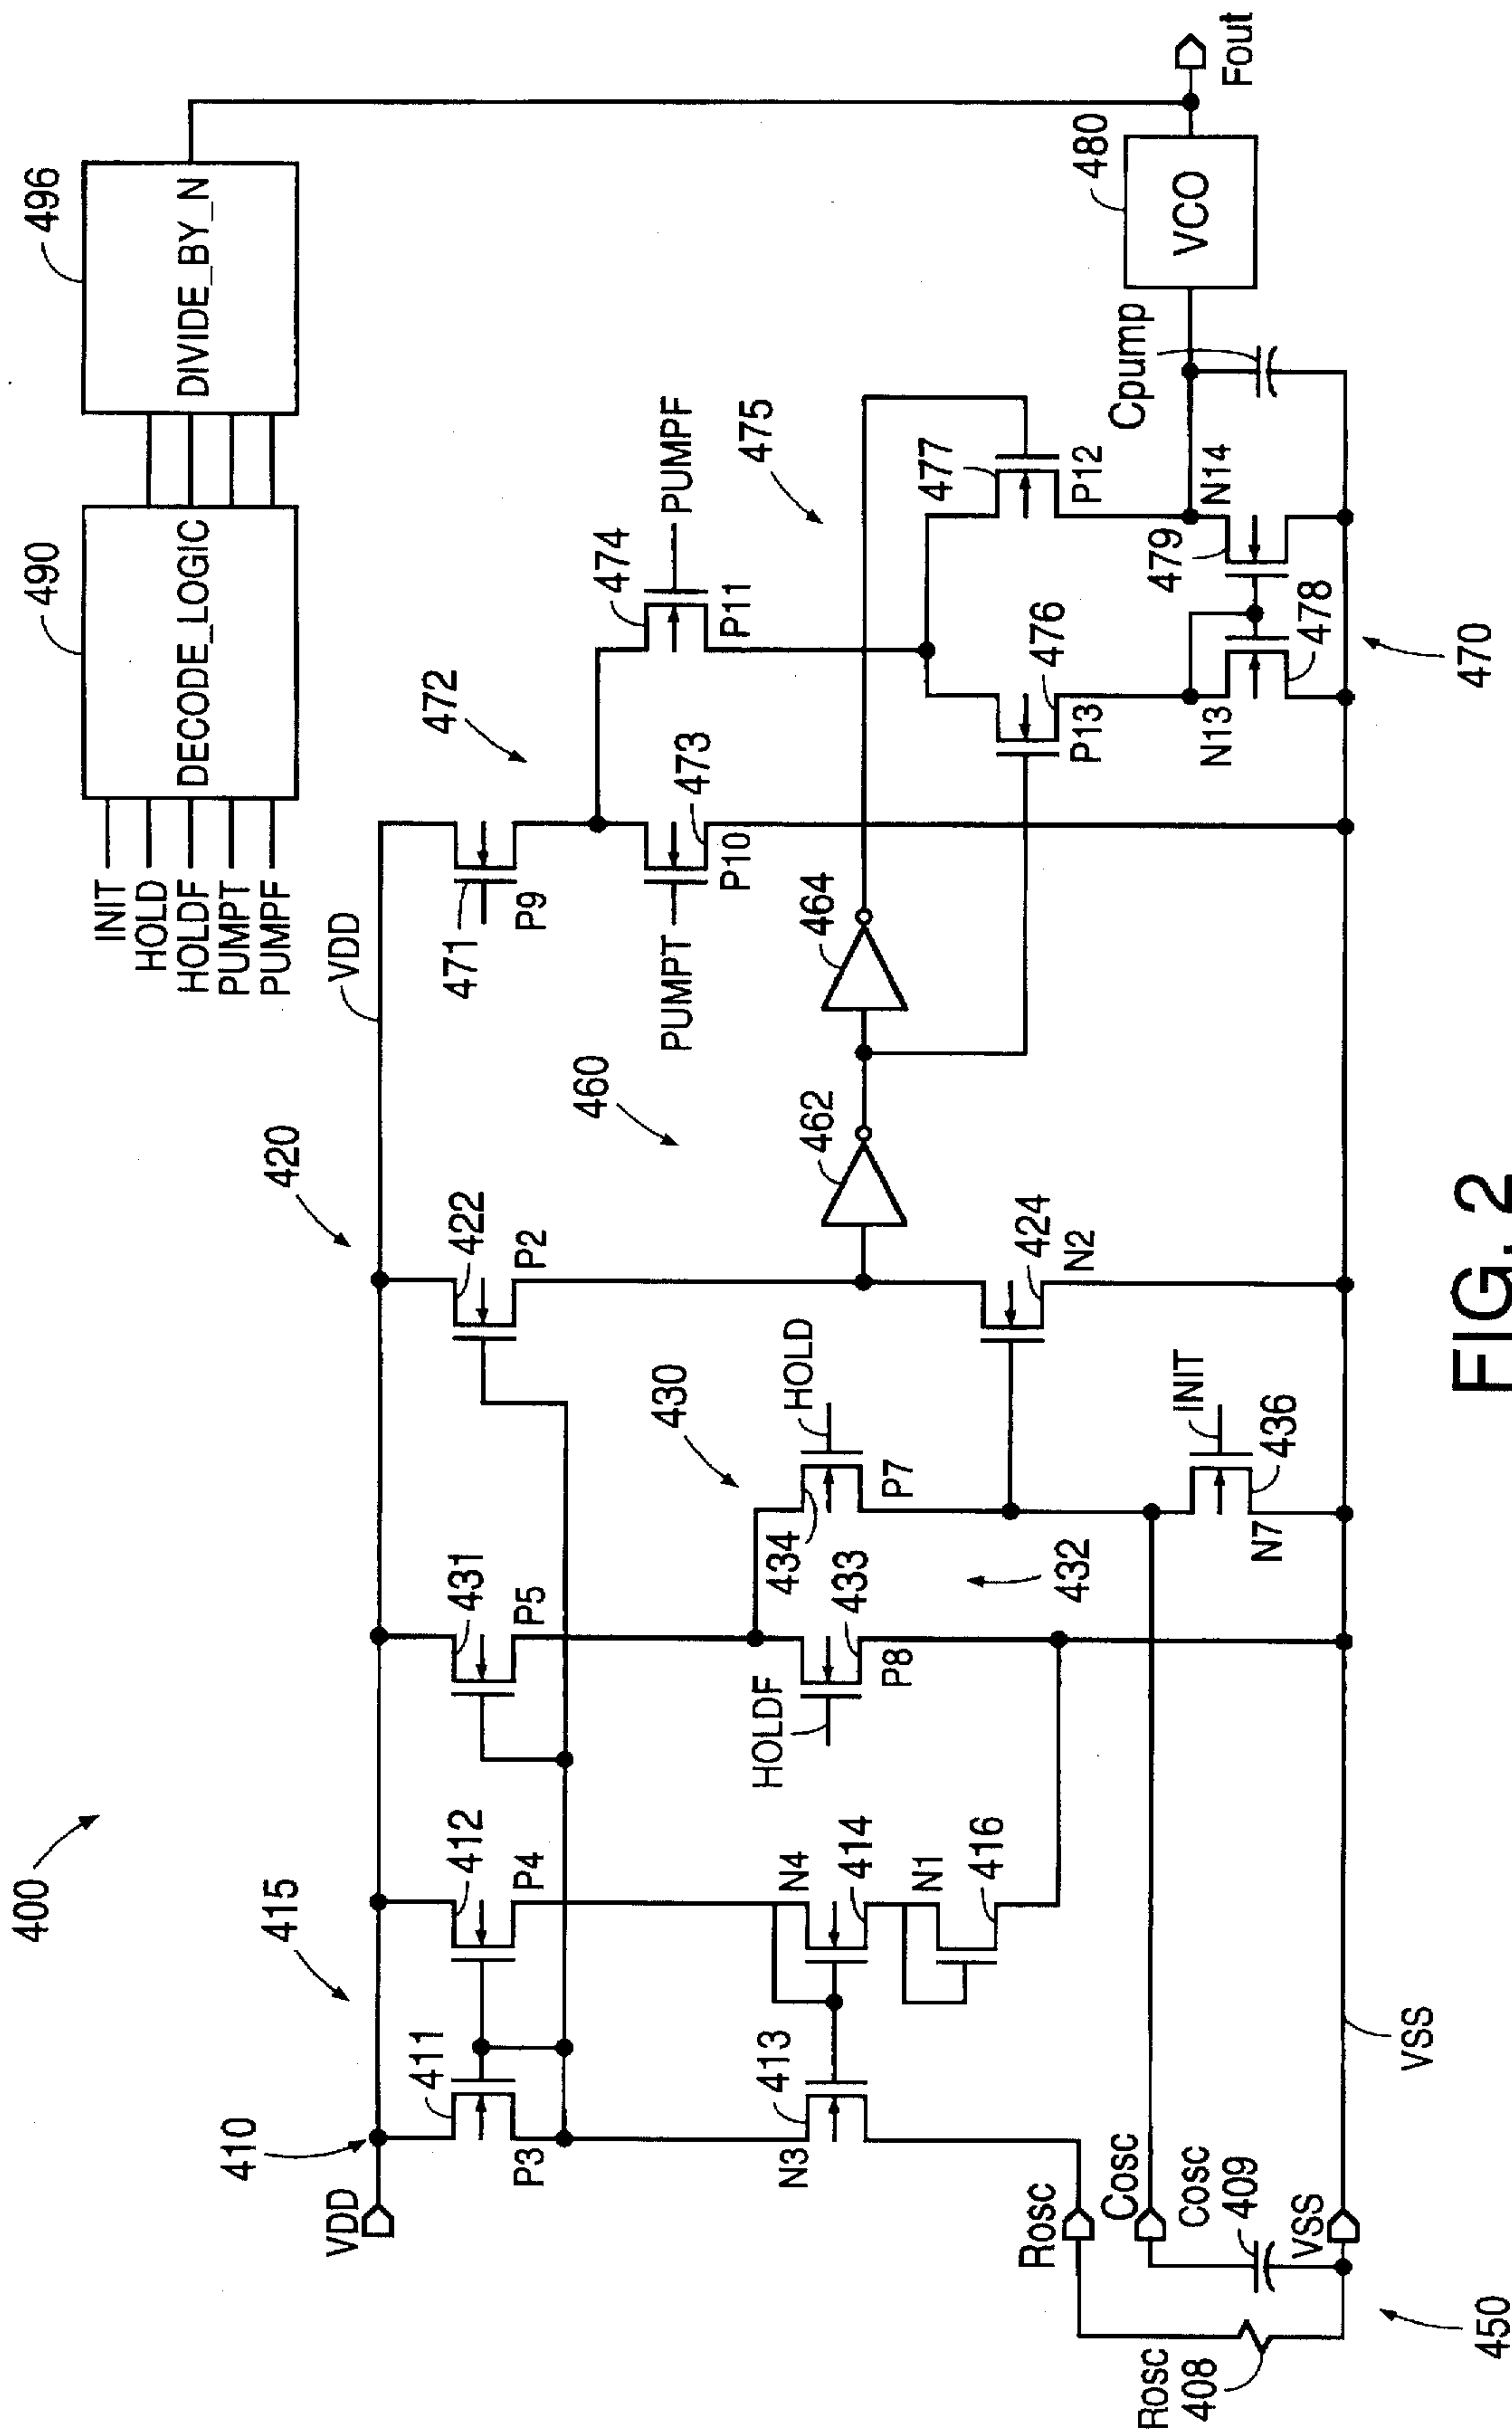 400
496
DIVIDE_BY_N
490
DECODE_LOGIC
INIT
HOLD
HOLDF
PUMPT
PUMPF
410
415
420
VDD
VDD
411
P3
412
P4
431
P5
422
P2
471
P9
472
PUMPT
P10
473
474
P11
PUMPF
475
460
462
464
413
N3
N4
414
N1
416
HOLDF
P8
433
430
HOLD
434
P7
432
424
N2
INIT
N7
436
476
P13
477
P12
N13
478
479
N14
470
Cpump
480
VCO
Fout
Rosc
Cosc
Cosc
409
VSS
Rosc
408
450
VSS
FIG. 2